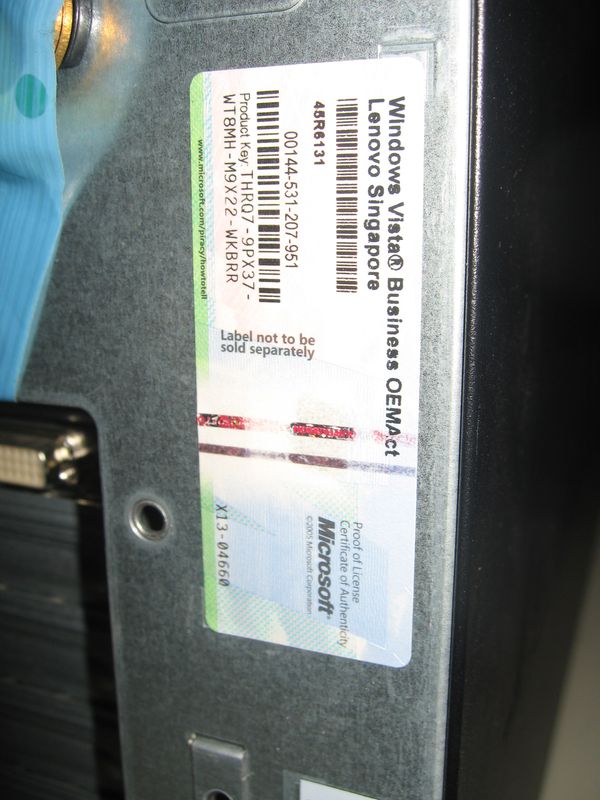 Windows Vista® Business OEMAct
Lenovo Singapore
45R6131
00144-531-207-951
Product Key: THRQ7-9PX37-
WT8MH-M9X22-WKBRR
www.microsoft.com/piracy/howtotell
Label not to be
sold separately
Proof of License
Certificate of Authenticity
Microsoft®
©2005 Microsoft Corporation
X13-04660